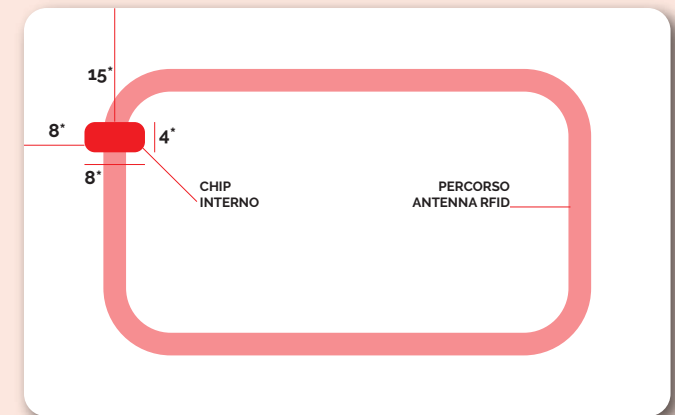 15*
8*
4*
8*
CHIP
INTERNO
PERCORSO
ANTENNA RFID